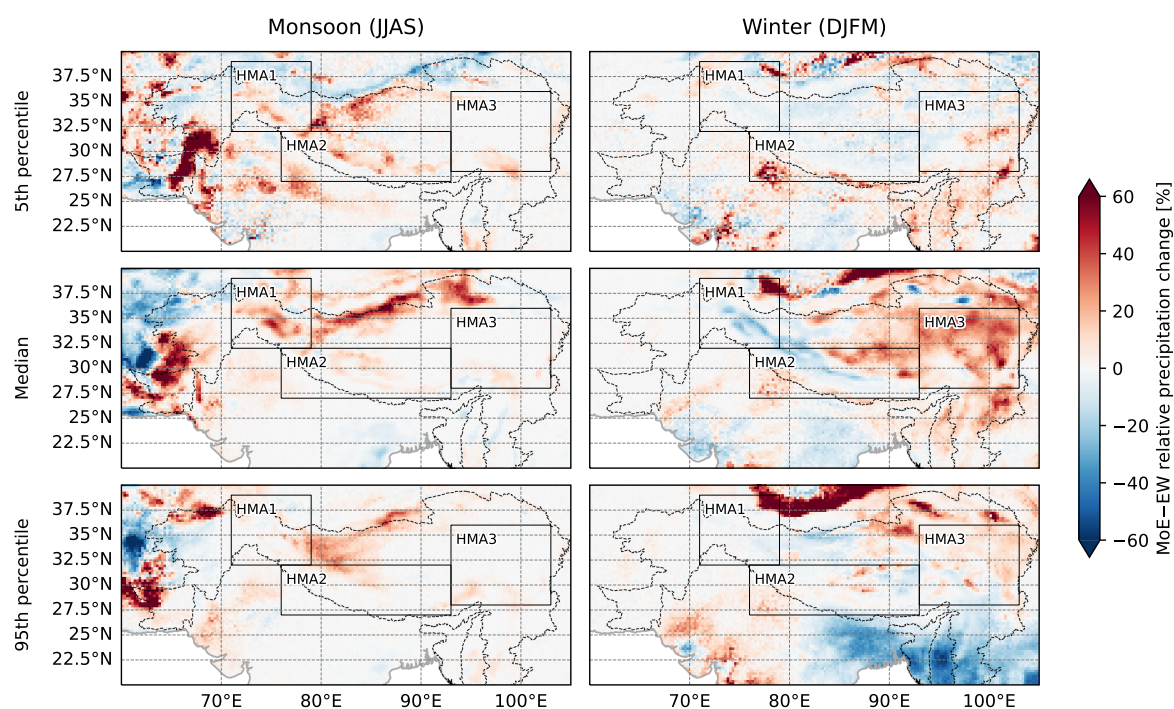 Monsoon (JJAS)
Winter (DJFM)
5th percentile
37.5°N
35°N
32.5°N
30°N
27.5°N
25°N
22.5°N
HMA1
HMA2
HMA3
HMA1
HMA2
HMA3
Median
37.5°N
35°N
32.5°N
30°N
27.5°N
25°N
22.5°N
HMA1
HMA2
HMA3
HMA1
HMA2
HMA3
95th percentile
37.5°N
35°N
32.5°N
30°N
27.5°N
25°N
22.5°N
HMA1
HMA2
HMA3
HMA1
HMA2
HMA3
70°E 80°E 90°E 100°E
70°E 80°E 90°E 100°E
60
40
20
0
−20
−40
−60
MoE−EW relative precipitation change [%]